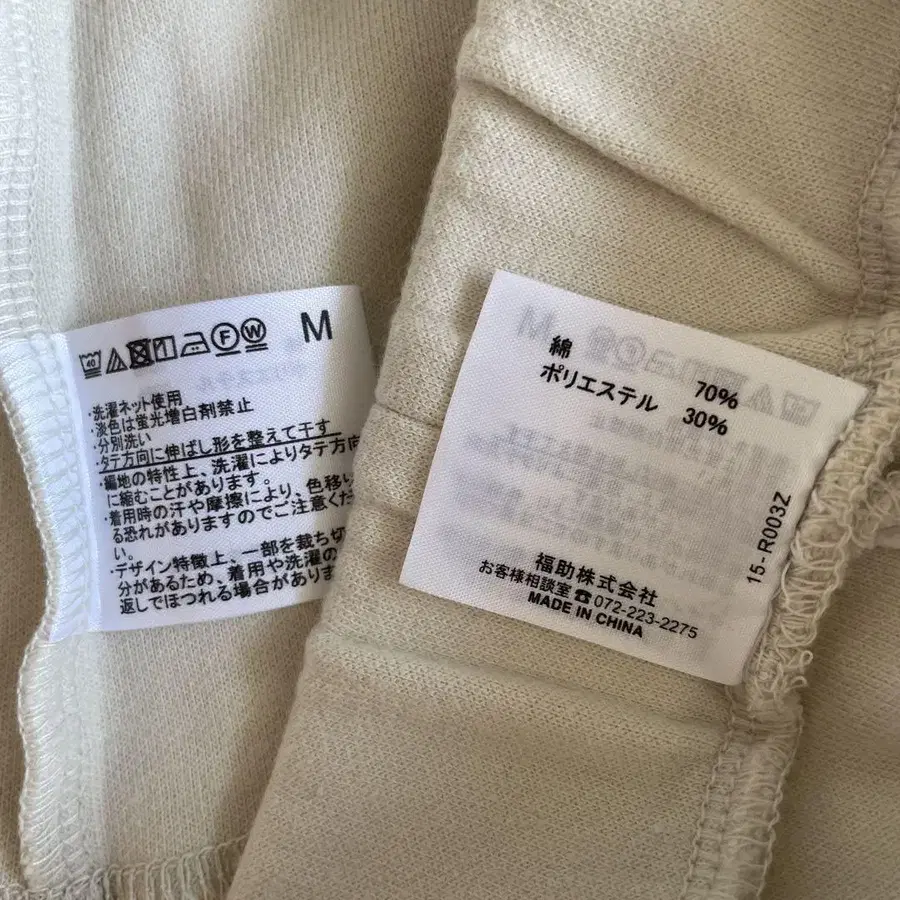 40
F
W
M
・洗濯ネット使用
・淡色は蛍光増白剤禁止
・分別洗い
・タテ方向に伸ばし形を整えて干す
・編地の特性上、洗濯によりタテ方向
に縮むことがあります。
・着用時の汗や摩擦により、色移り
る恐れがありますのでご注意くだ
い。
・デザイン特徴上、一部を裁ち切
分があるため、着用や洗濯の
返しでほつれる場合がありま
綿 70%
ポリエステル 30%
福助株式会社
お客様相談室☎072-223-2275
MADE IN CHINA
15-R003Z